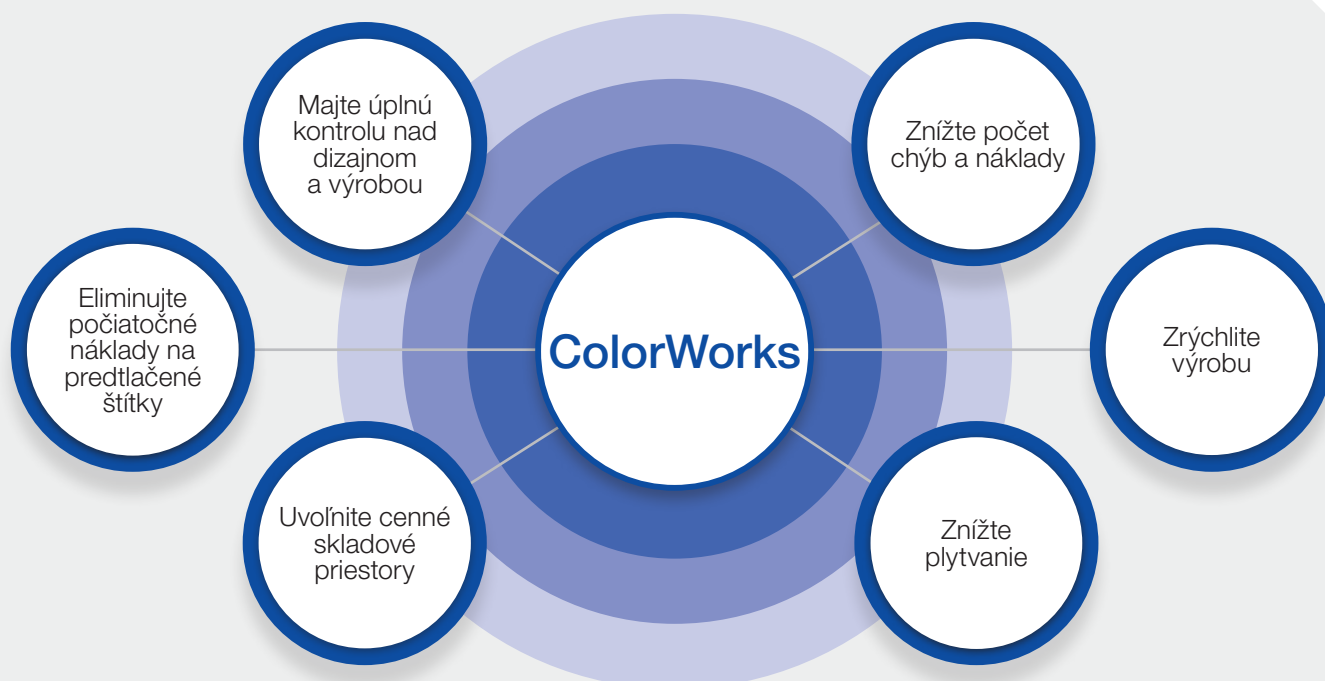 Majte úplnú
kontrolu nad
dizajnom
a výrobou
Znížte počet
chýb a náklady
Eliminujte
počiatočné
náklady na
predtlačené
štítky
ColorWorks
Zrýchlite
výrobu
Uvoľnite cenné
skladové
priestory
Znížte
plytvanie